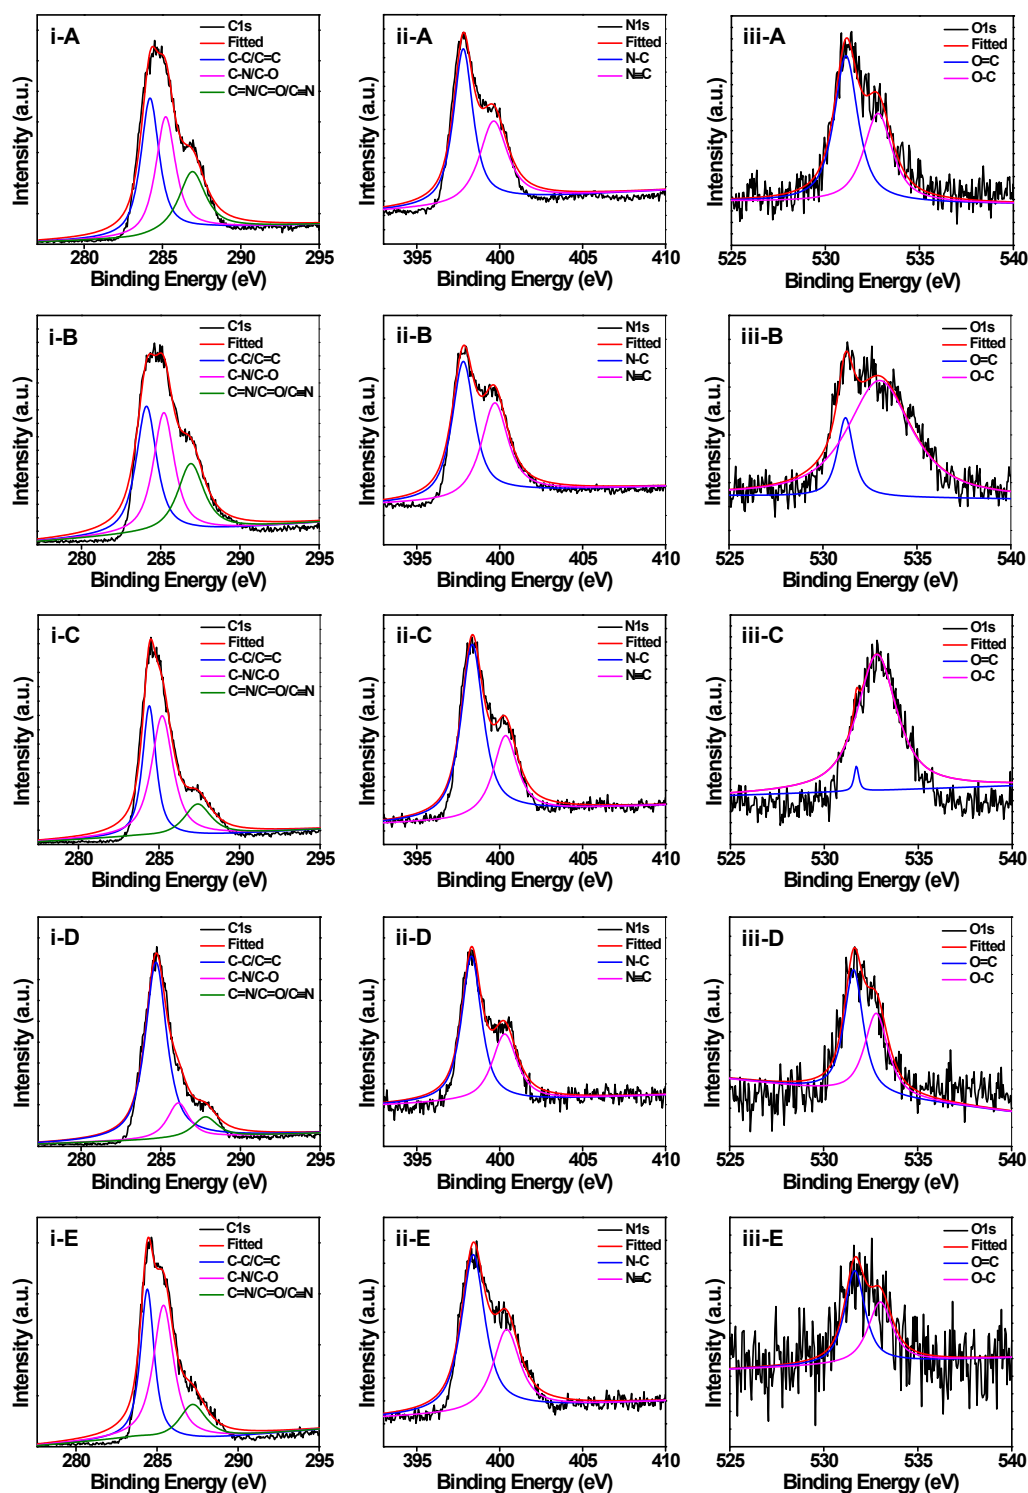 i-A
C1s
Fitted
C-C/C=C
C-N/C-O
C=N/C=O/C≡N
Intensity (a.u.)
280 285 290 295
Binding Energy (eV)
ii-A
N1s
Fitted
N-C
N≡C
Intensity (a.u.)
395 400 405 410
Binding Energy (eV)
iii-A
O1s
Fitted
O=C
O-C
Intensity (a.u.)
525 530 535 540
Binding Energy (eV)
i-B
C1s
Fitted
C-C/C=C
C-N/C-O
C=N/C=O/C≡N
Intensity (a.u.)
280 285 290 295
Binding Energy (eV)
ii-B
N1s
Fitted
N-C
N≡C
Intensity (a.u.)
395 400 405 410
Binding Energy (eV)
iii-B
O1s
Fitted
O=C
O-C
Intensity (a.u.)
525 530 535 540
Binding Energy (eV)
i-C
C1s
Fitted
C-C/C=C
C-N/C-O
C=N/C=O/C≡N
Intensity (a.u.)
280 285 290 295
Binding Energy (eV)
ii-C
N1s
Fitted
N-C
N≡C
Intensity (a.u.)
395 400 405 410
Binding Energy (eV)
iii-C
O1s
Fitted
O=C
O-C
Intensity (a.u.)
525 530 535 540
Binding Energy (eV)
i-D
C1s
Fitted
C-C/C=C
C-N/C-O
C=N/C=O/C≡N
Intensity (a.u.)
280 285 290 295
Binding Energy (eV)
ii-D
N1s
Fitted
N-C
N≡C
Intensity (a.u.)
395 400 405 410
Binding Energy (eV)
iii-D
O1s
Fitted
O=C
O-C
Intensity (a.u.)
525 530 535 540
Binding Energy (eV)
i-E
C1s
Fitted
C-C/C=C
C-N/C-O
C=N/C=O/C≡N
Intensity (a.u.)
280 285 290 295
Binding Energy (eV)
ii-E
N1s
Fitted
N-C
N≡C
Intensity (a.u.)
395 400 405 410
Binding Energy (eV)
iii-E
O1s
Fitted
O=C
O-C
Intensity (a.u.)
525 530 535 540
Binding Energy (eV)